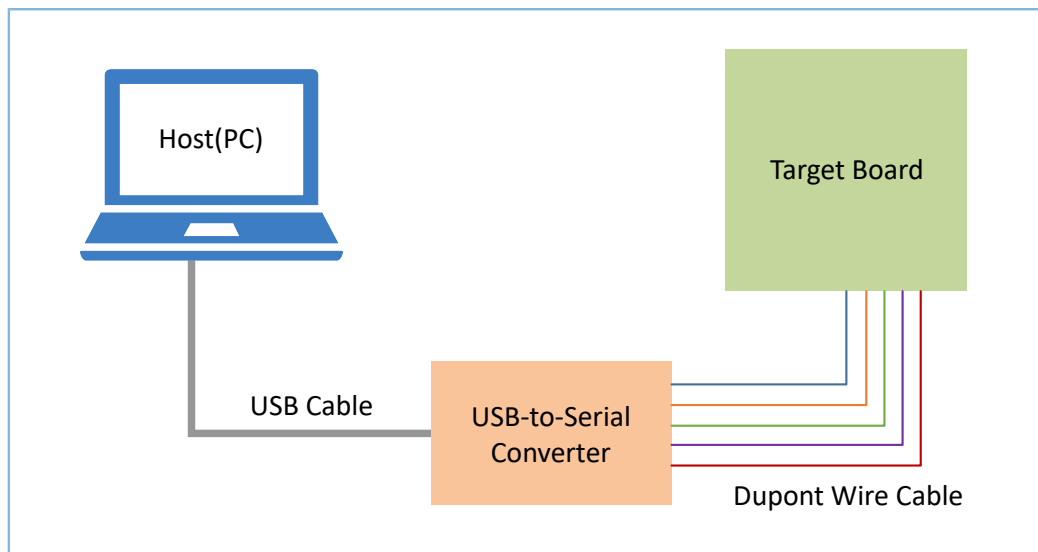 Host(PC)
Target Board
USB Cable
USB-to-Serial
Converter
Dupont Wire Cable